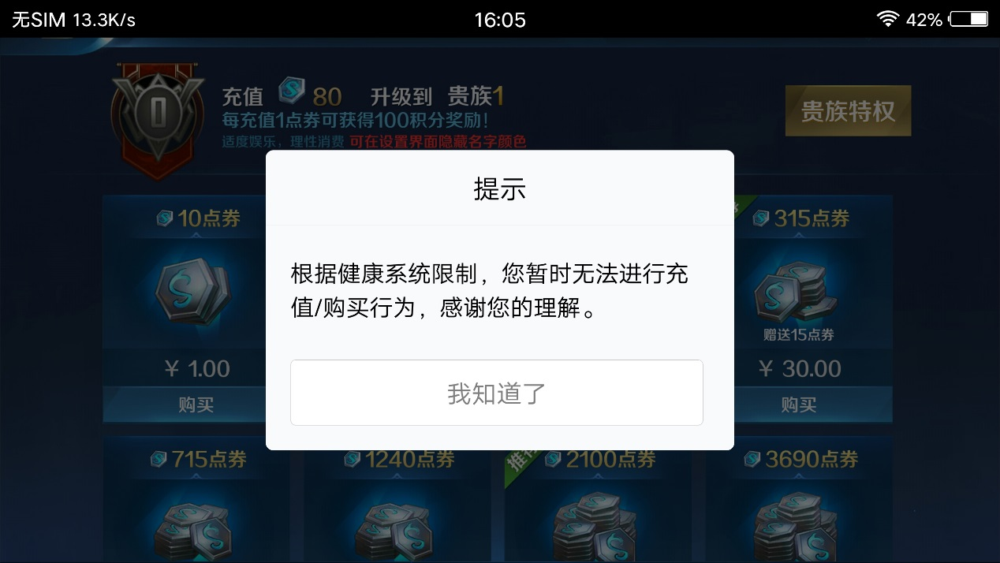 无SIM 13.3K/s
16:05
42%
0
充值 80 升级到 贵族1
每充值1点券可获得100积分奖励！
适度娱乐，理性消费 可在设置界面隐藏名字颜色
贵族特权
提示
根据健康系统限制，您暂时无法进行充
值/购买行为，感谢您的理解。
我知道了
10点券
¥ 1.00
购买
315点券
赠送15点券
¥ 30.00
购买
715点券
1240点券
2100点券
3690点券